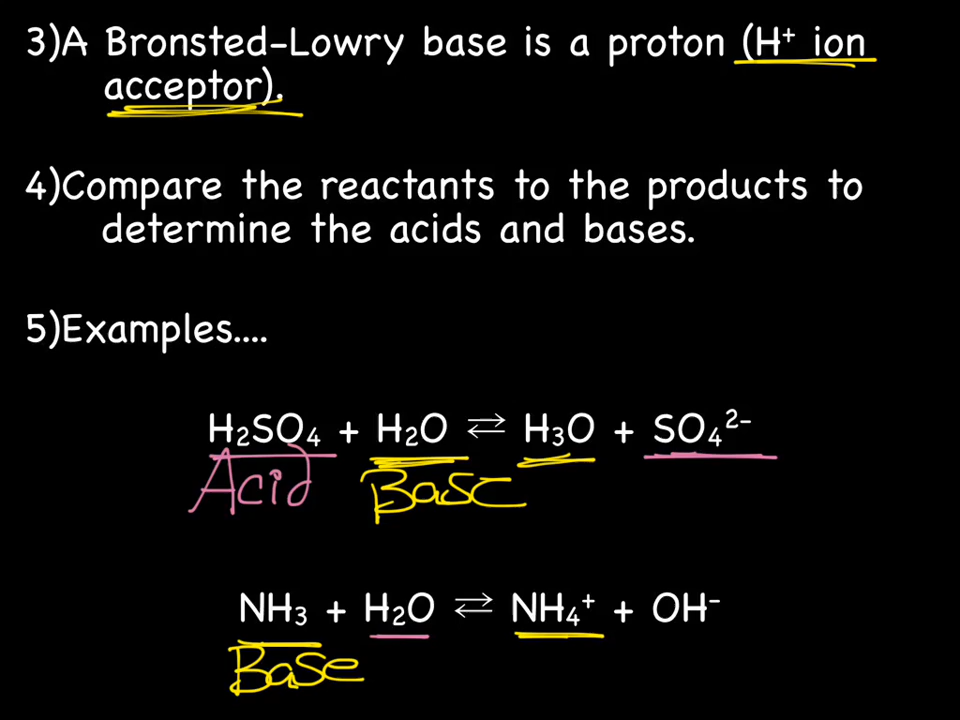 3)A Bronsted-Lowry base is a proton (H⁺ ion
acceptor).
4)Compare the reactants to the products to
determine the acids and bases.
5)Examples....
H₂SO₄ + H₂O ⇄ H₃O + SO₄²⁻
Acid Base
NH₃ + H₂O ⇄ NH₄⁺ + OH⁻
Base